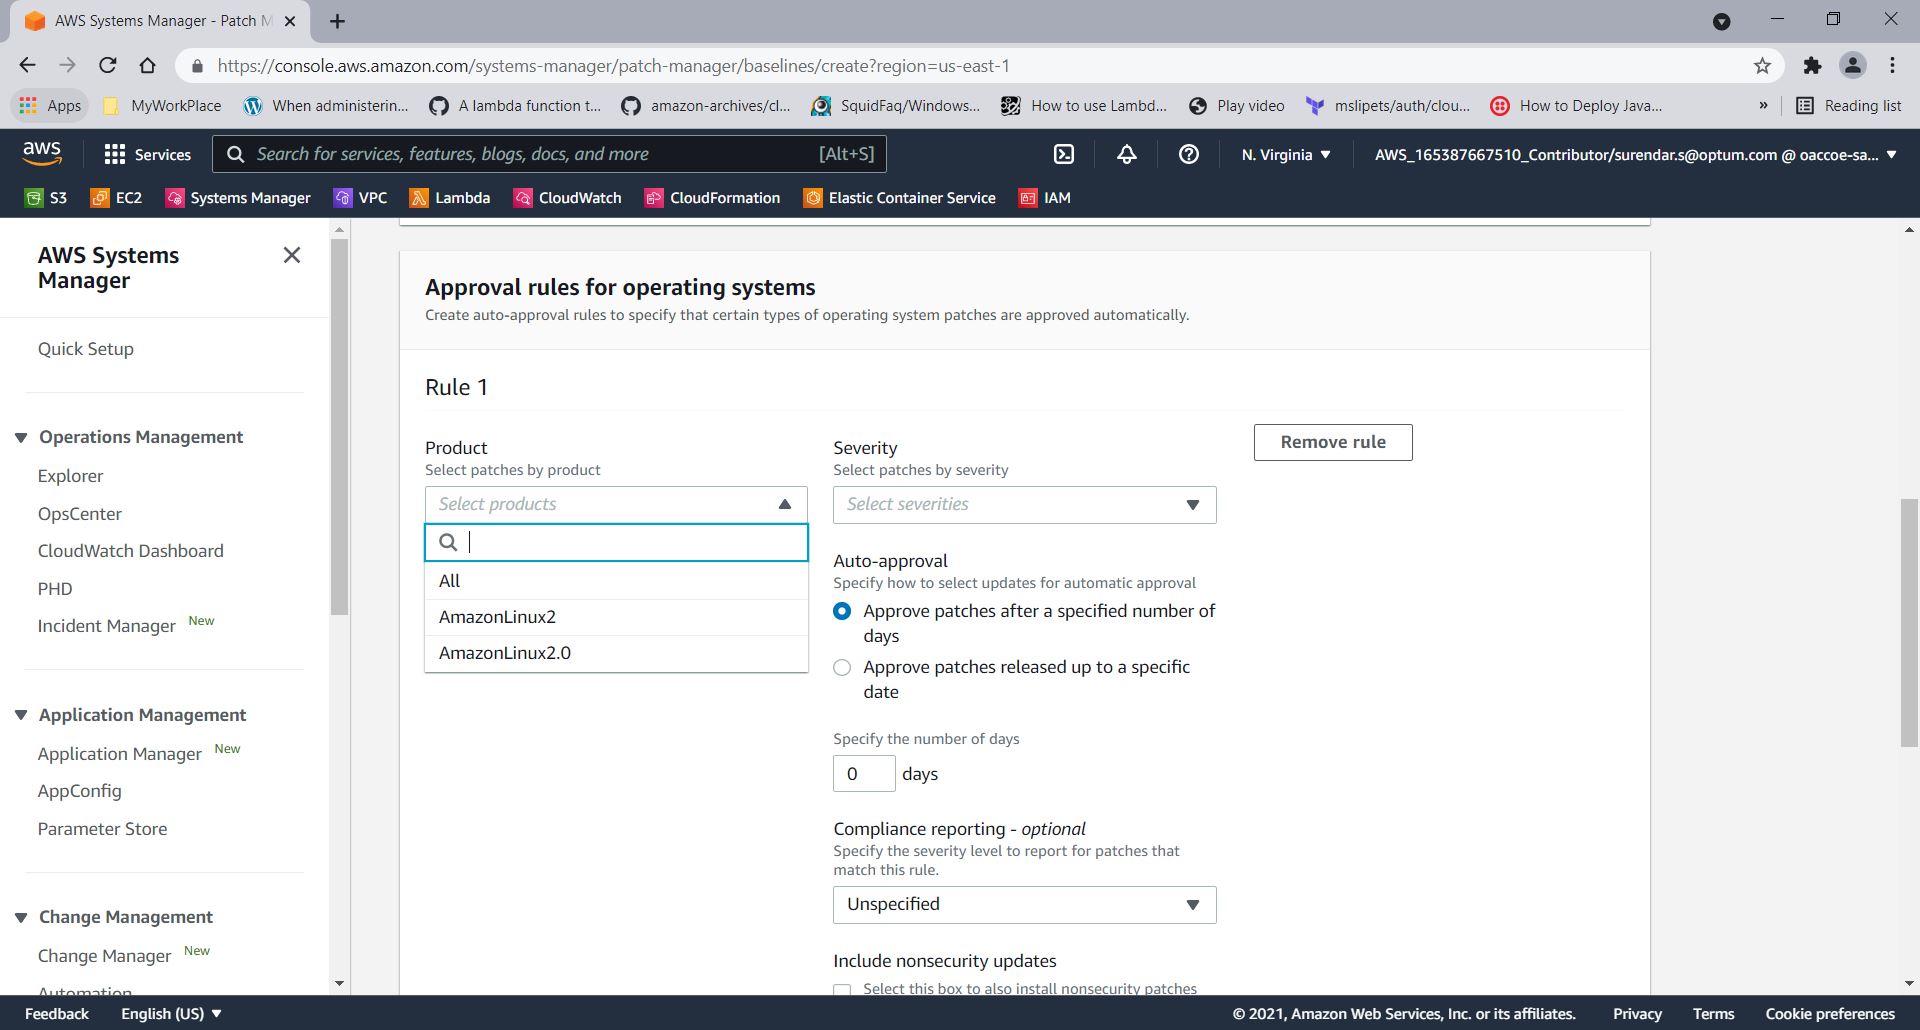 AWS Systems Manager - Patch M
https://console.aws.amazon.com/systems-manager/patch-manager/baselines/create?region=us-east-1
Apps
MyWorkPlace
When administerin...
A lambda function t...
amazon-archives/cl...
SquidFaq/Windows...
How to use Lambd...
Play video
mslipets/auth/clou...
How to Deploy Java...
»
Reading list
aws
Services
Search for services, features, blogs, docs, and more
[Alt+S]
N. Virginia
AWS_165387667510_Contributor/surendar.s@optum.com @ oaccoe-sa...
S3
EC2
Systems Manager
VPC
Lambda
CloudWatch
CloudFormation
Elastic Container Service
IAM
AWS Systems
Manager
Quick Setup
Operations Management
Explorer
OpsCenter
CloudWatch Dashboard
PHD
Incident Manager New
Application Management
Application Manager New
AppConfig
Parameter Store
Change Management
Change Manager New
Automation
Approval rules for operating systems
Create auto-approval rules to specify that certain types of operating system patches are approved automatically.
Rule 1
Product
Select patches by product
Select products
All
AmazonLinux2
AmazonLinux2.0
Severity
Select patches by severity
Select severities
Remove rule
Auto-approval
Specify how to select updates for automatic approval
Approve patches after a specified number of
days
Approve patches released up to a specific
date
Specify the number of days
0 days
Compliance reporting - optional
Specify the severity level to report for patches that
match this rule.
Unspecified
Include nonsecurity updates
Select this box to also install nonsecurity patches
Feedback
English (US)
© 2021, Amazon Web Services, Inc. or its affiliates.
Privacy
Terms
Cookie preferences